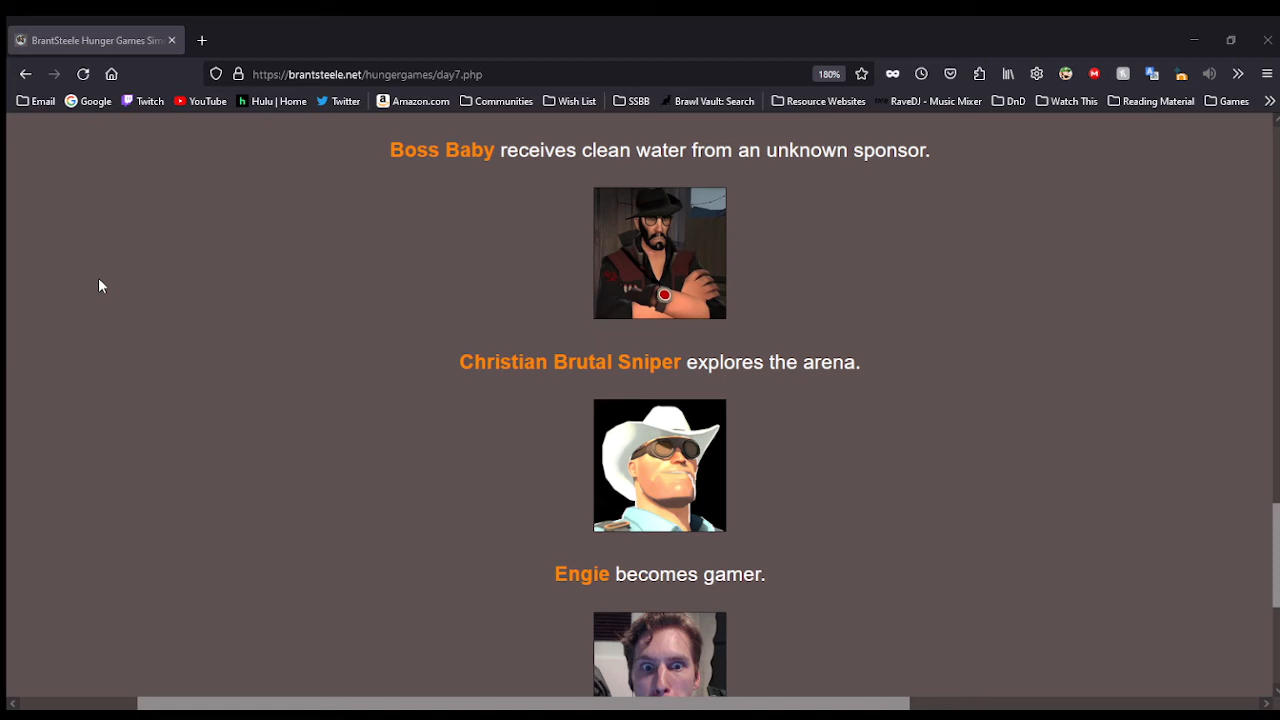 BrantSteele Hunger Games Sim
https://brantsteele.net/hungergames/day7.php
180%
Email
Google
Twitch
YouTube
Hulu | Home
Twitter
Amazon.com
Communities
Wish List
SSBB
Brawl Vault: Search
Resource Websites
RaveDJ - Music Mixer
DnD
Watch This
Reading Material
Games
Boss Baby receives clean water from an unknown sponsor.
Christian Brutal Sniper explores the arena.
Engie becomes gamer.